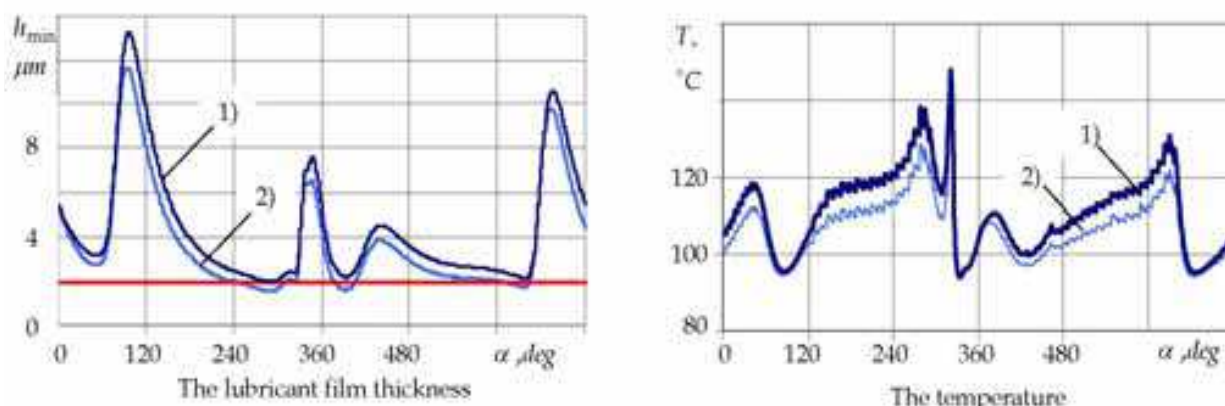 h min,
μm
8
4
0
1)
2)
0 120 240 360 480 α ,deg
The lubricant film thickness
T,
°C
120
100
80
1)
2)
0 120 240 360 480 α ,deg
The temperature